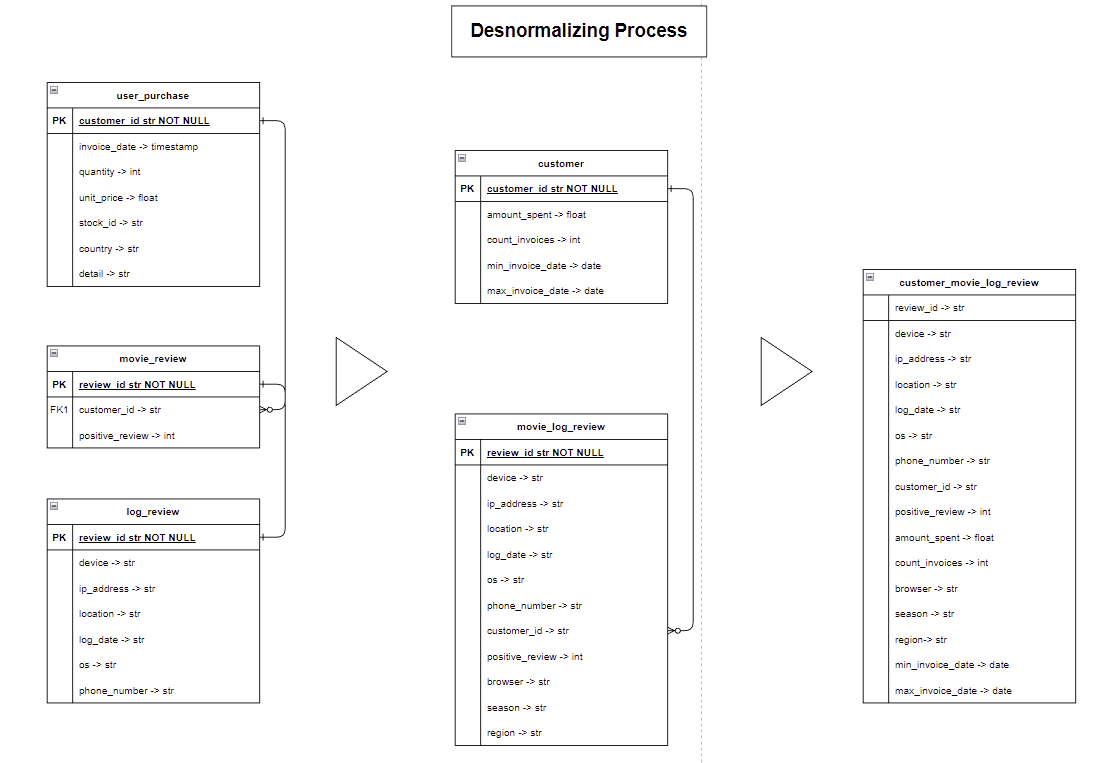 Desnormalizing Process
user_purchase
PK customer_id str NOT NULL
invoice_date -> timestamp
quantity -> int
unit_price -> float
stock_id -> str
country -> str
detail -> str
movie_review
PK review_id str NOT NULL
FK1 customer_id -> str
positive_review -> int
log_review
PK review_id str NOT NULL
device -> str
ip_address -> str
location -> str
log_date -> str
os -> str
phone_number -> str
customer
PK customer_id str NOT NULL
amount_spent -> float
count_invoices -> int
min_invoice_date -> date
max_invoice_date -> date
movie_log_review
PK review_id str NOT NULL
device -> str
ip_address -> str
location -> str
log_date -> str
os -> str
phone_number -> str
customer_id -> str
positive_review -> int
browser -> str
season -> str
region -> str
customer_movie_log_review
review_id -> str
device -> str
ip_address -> str
location -> str
log_date -> str
os -> str
phone_number -> str
customer_id -> str
positive_review -> int
amount_spent -> float
count_invoices -> int
browser -> str
season -> str
region-> str
min_invoice_date -> date
max_invoice_date -> date